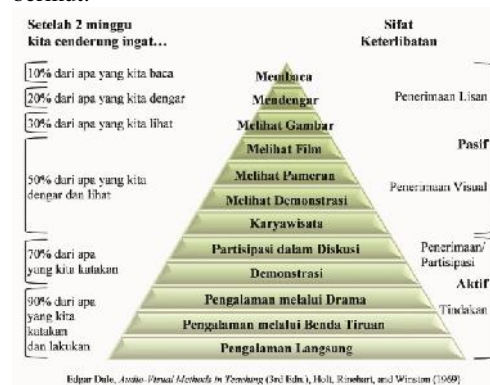 Setelah 2 minggu
kita cenderung ingat...
Sifat
Keterlibatan
10% dari apa yang kita baca
20% dari apa yang kita dengar
30% dari apa yang kita lihat
50% dari apa yang kita
dengar dan lihat
70% dari apa
yang kita katakan
90% dari apa
yang kita
katakan
dan lakukan
Membaca
Mendengar
Melihat Gambar
Melihat Film
Melihat Pameran
Melihat Demonstrasi
Karyawisata
Partisipasi dalam Diskusi
Demonstrasi
Pengalaman melalui Drama
Pengalaman melalui Benda Tiruan
Pengalaman Langsung
Penerimaan Lisan
Pasif
Penerimaan Visual
Penerimaan/
Partisipasi
Aktif
Tindakan
Edgar Dale, Audio-Visual Methods in Teaching (3rd Edn.), Holt, Rinehart, and Winston (1969)